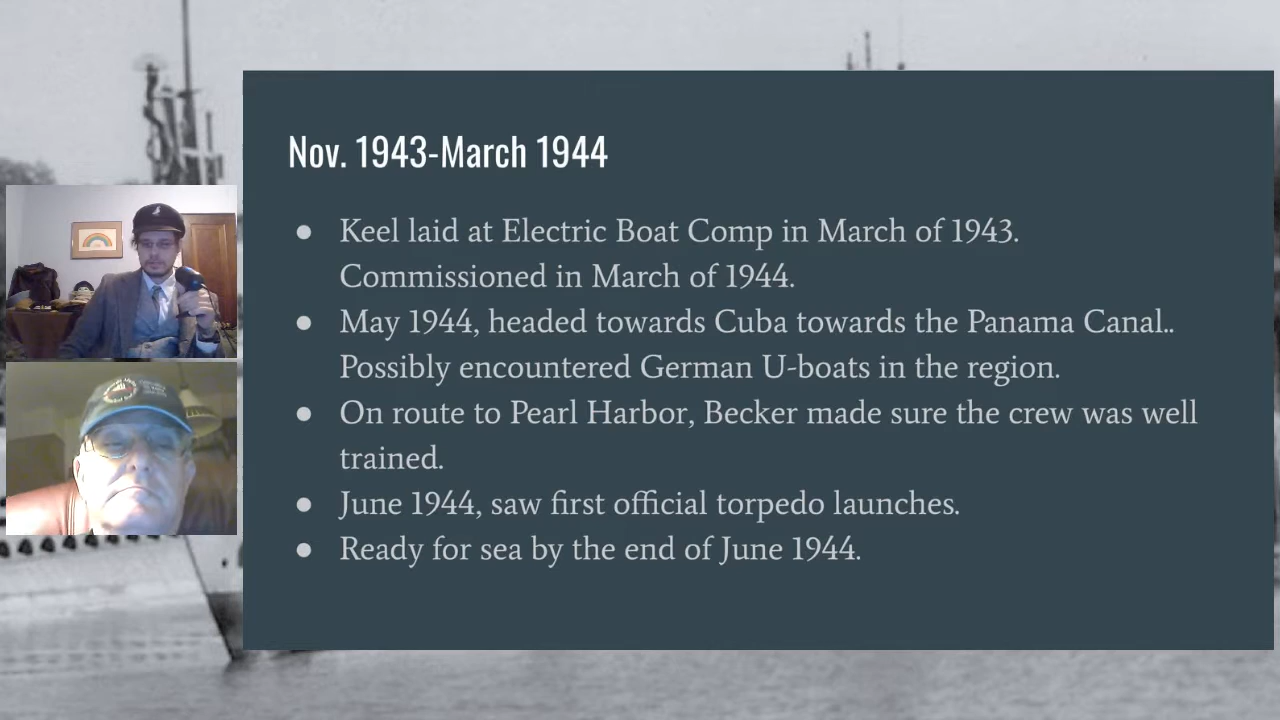 Nov. 1943-March 1944
● Keel laid at Electric Boat Comp in March of 1943.
Commissioned in March of 1944.
● May 1944, headed towards Cuba towards the Panama Canal..
Possibly encountered German U-boats in the region.
● On route to Pearl Harbor, Becker made sure the crew was well
trained.
● June 1944, saw first official torpedo launches.
● Ready for sea by the end of June 1944.